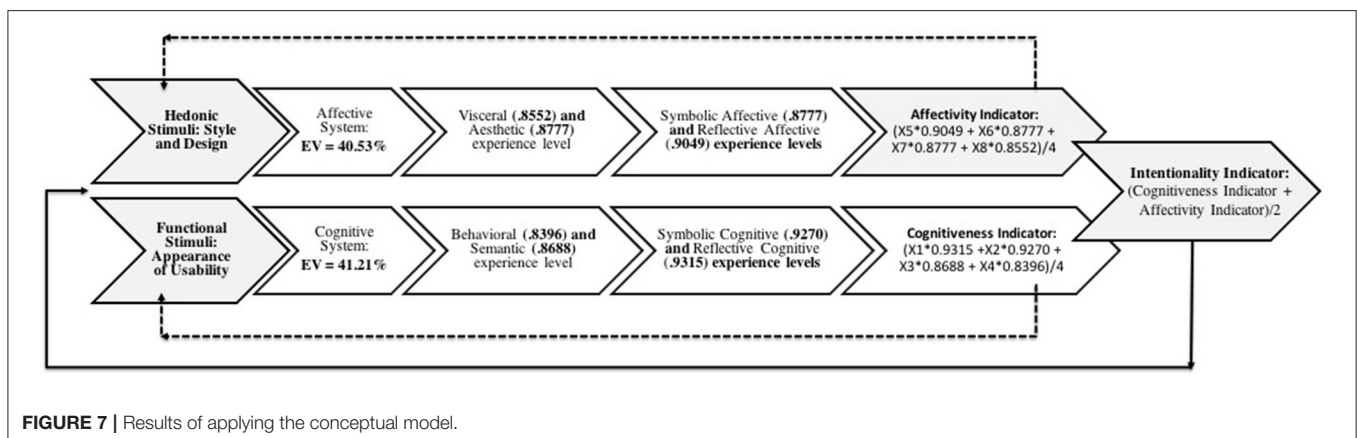 Hedonic
Stimuli: Style
and Design
Affective
System:
EV = 40.53%
Visceral (.8552) and
Aesthetic (.8777)
experience level
Symbolic Affective (.8777)
and Reflective Affective
(.9049) experience levels
Affectivity Indicator:
(X5*0.9049 + X6*0.8777 +
X7*0.8777 + X8*0.8552)/4
Intentionality Indicator:
(Cognitiveness Indicator +
Affectivity Indicator)/2
Functional
Stimuli:
Appearance
of Usability
Cognitive
System:
EV = 41.21%
Behavioral (.8396) and
Semantic (.8688)
experience level
Symbolic Cognitive (.9270)
and Reflective Cognitive
(.9315) experience levels
Cognitiveness Indicator:
(X1*0.9315 +X2*0.9270 +
X3*0.8688 + X4*0.8396)/4
FIGURE 7 | Results of applying the conceptual model.